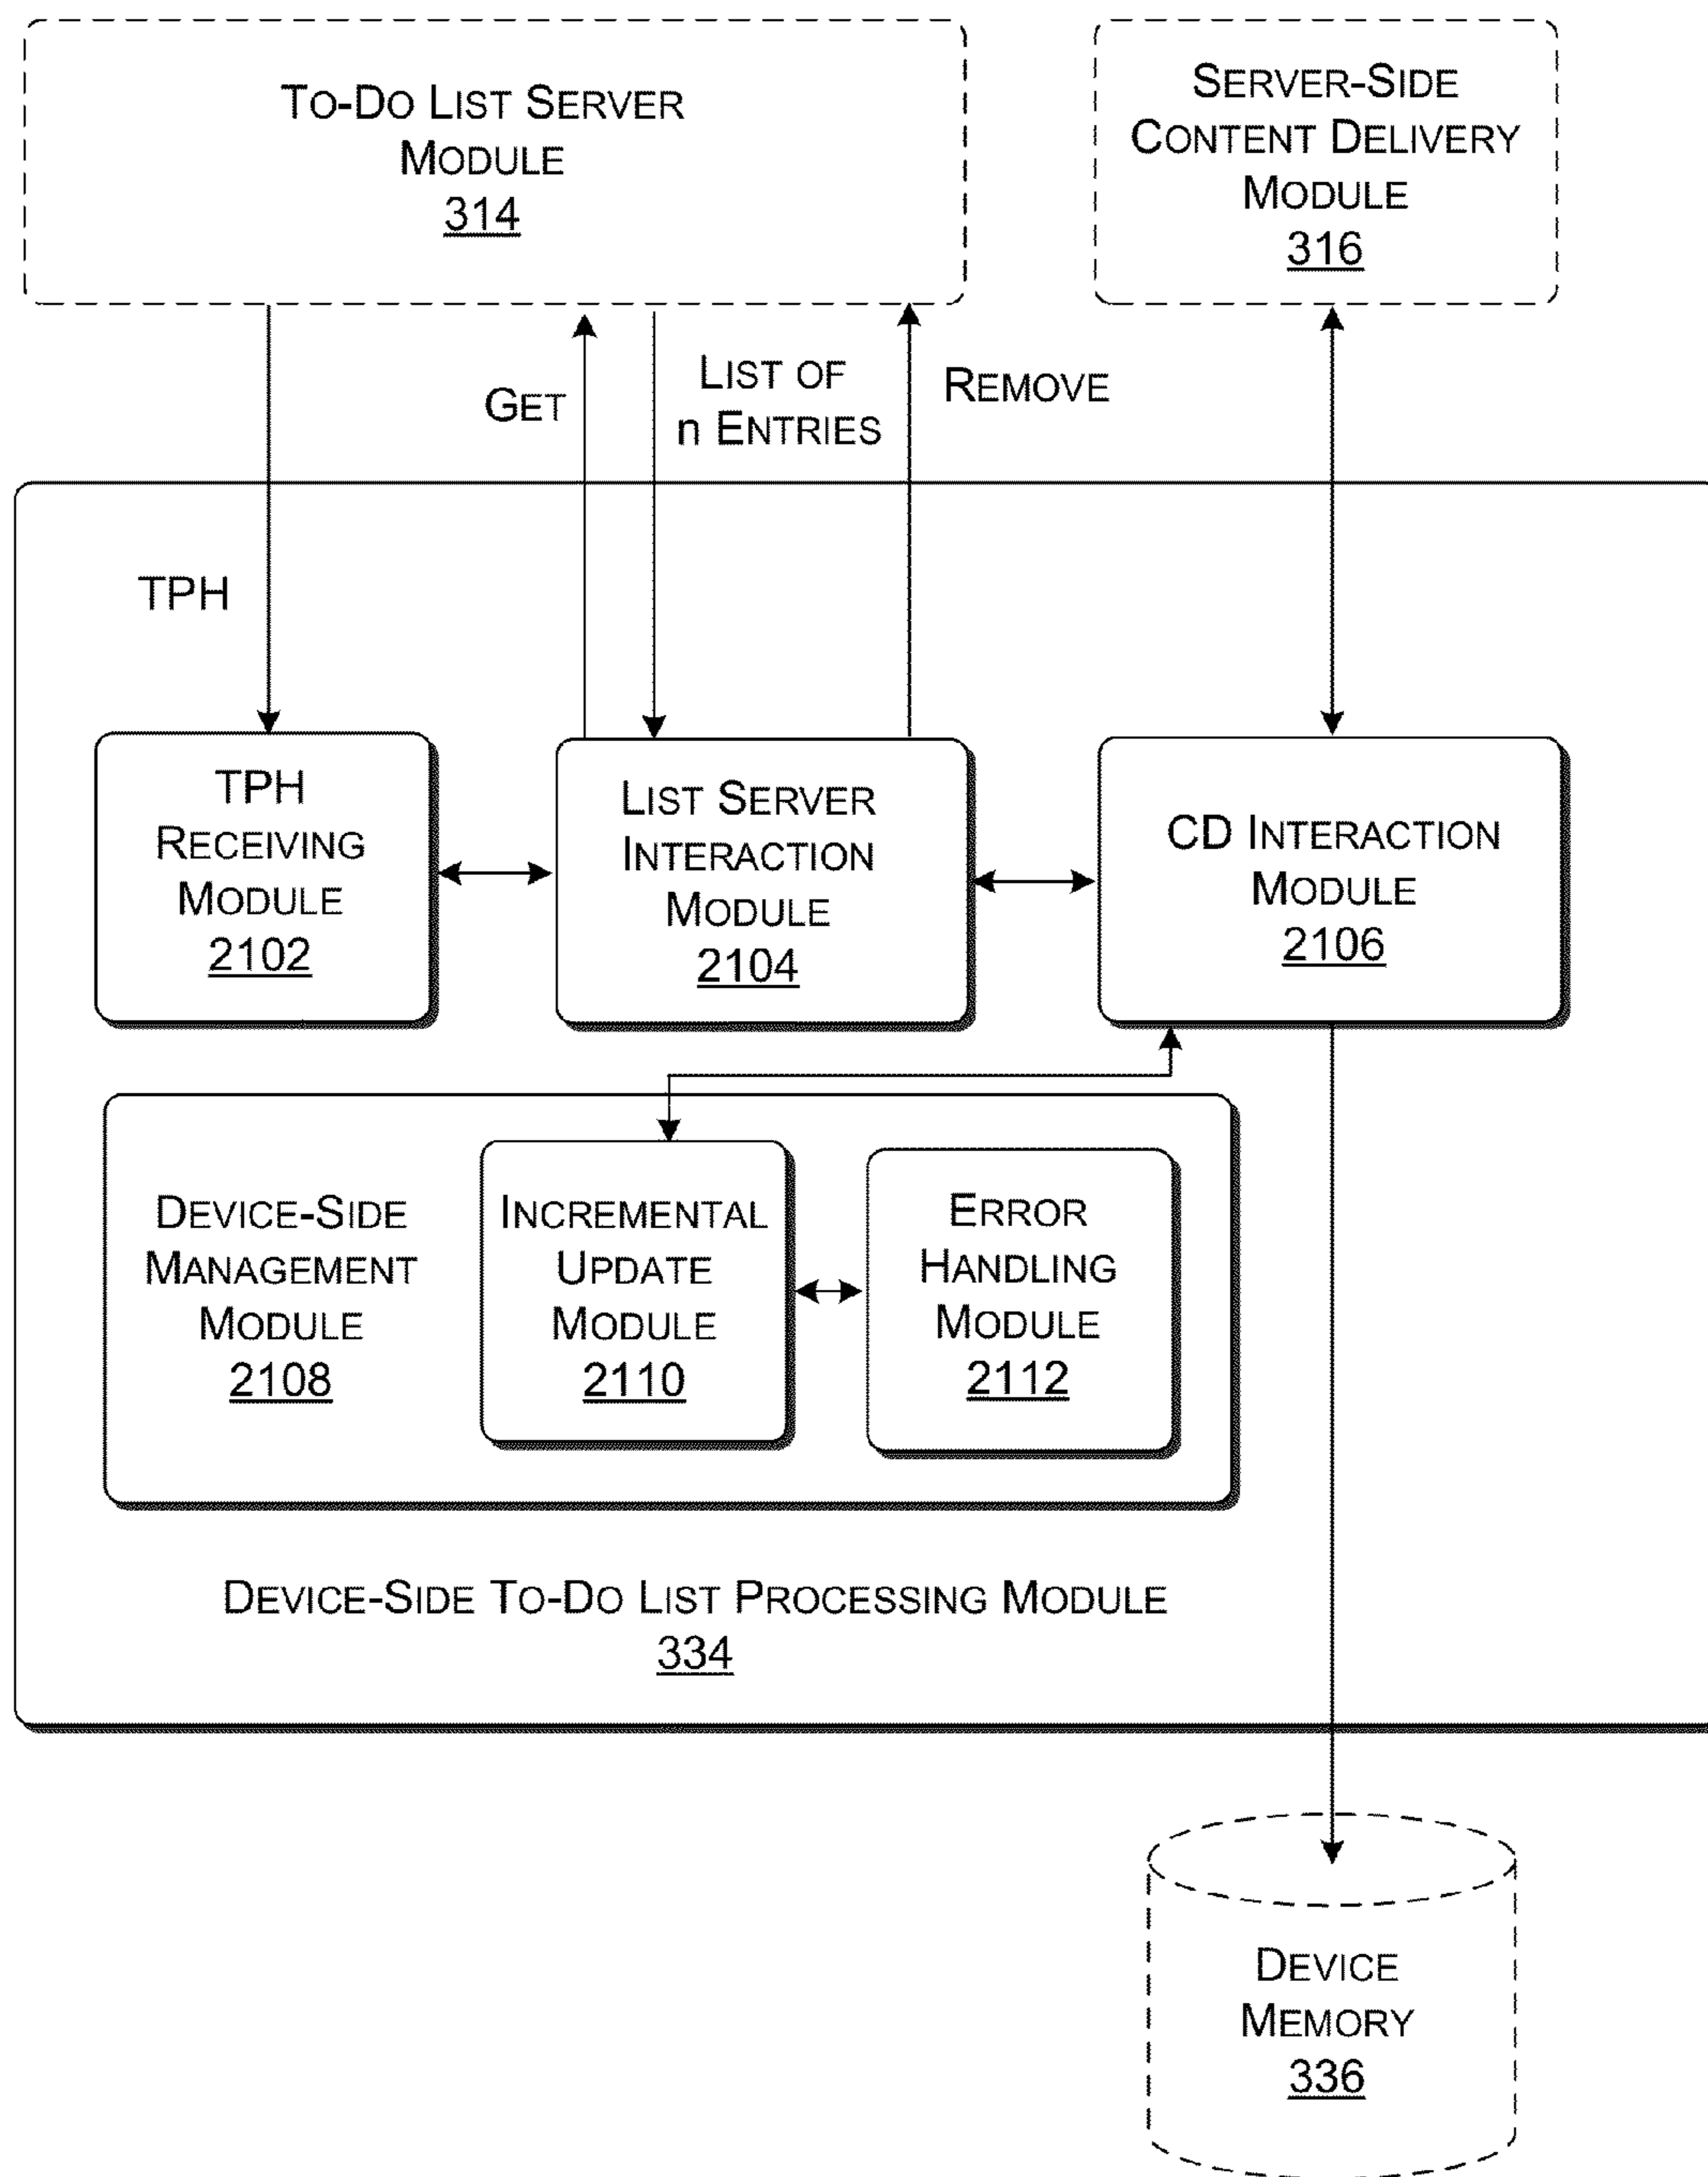 TO-DO LIST SERVER
MODULE
314
SERVER-SIDE
CONTENT DELIVERY
MODULE
316
GET
LIST OF
n ENTRIES
REMOVE
TPH
TPH
RECEIVING
MODULE
2102
LIST SERVER
INTERACTION
MODULE
2104
CD INTERACTION
MODULE
2106
DEVICE-SIDE
MANAGEMENT
MODULE
2108
INCREMENTAL
UPDATE
MODULE
2110
ERROR
HANDLING
MODULE
2112
DEVICE-SIDE TO-DO LIST PROCESSING MODULE
334
DEVICE
MEMORY
336